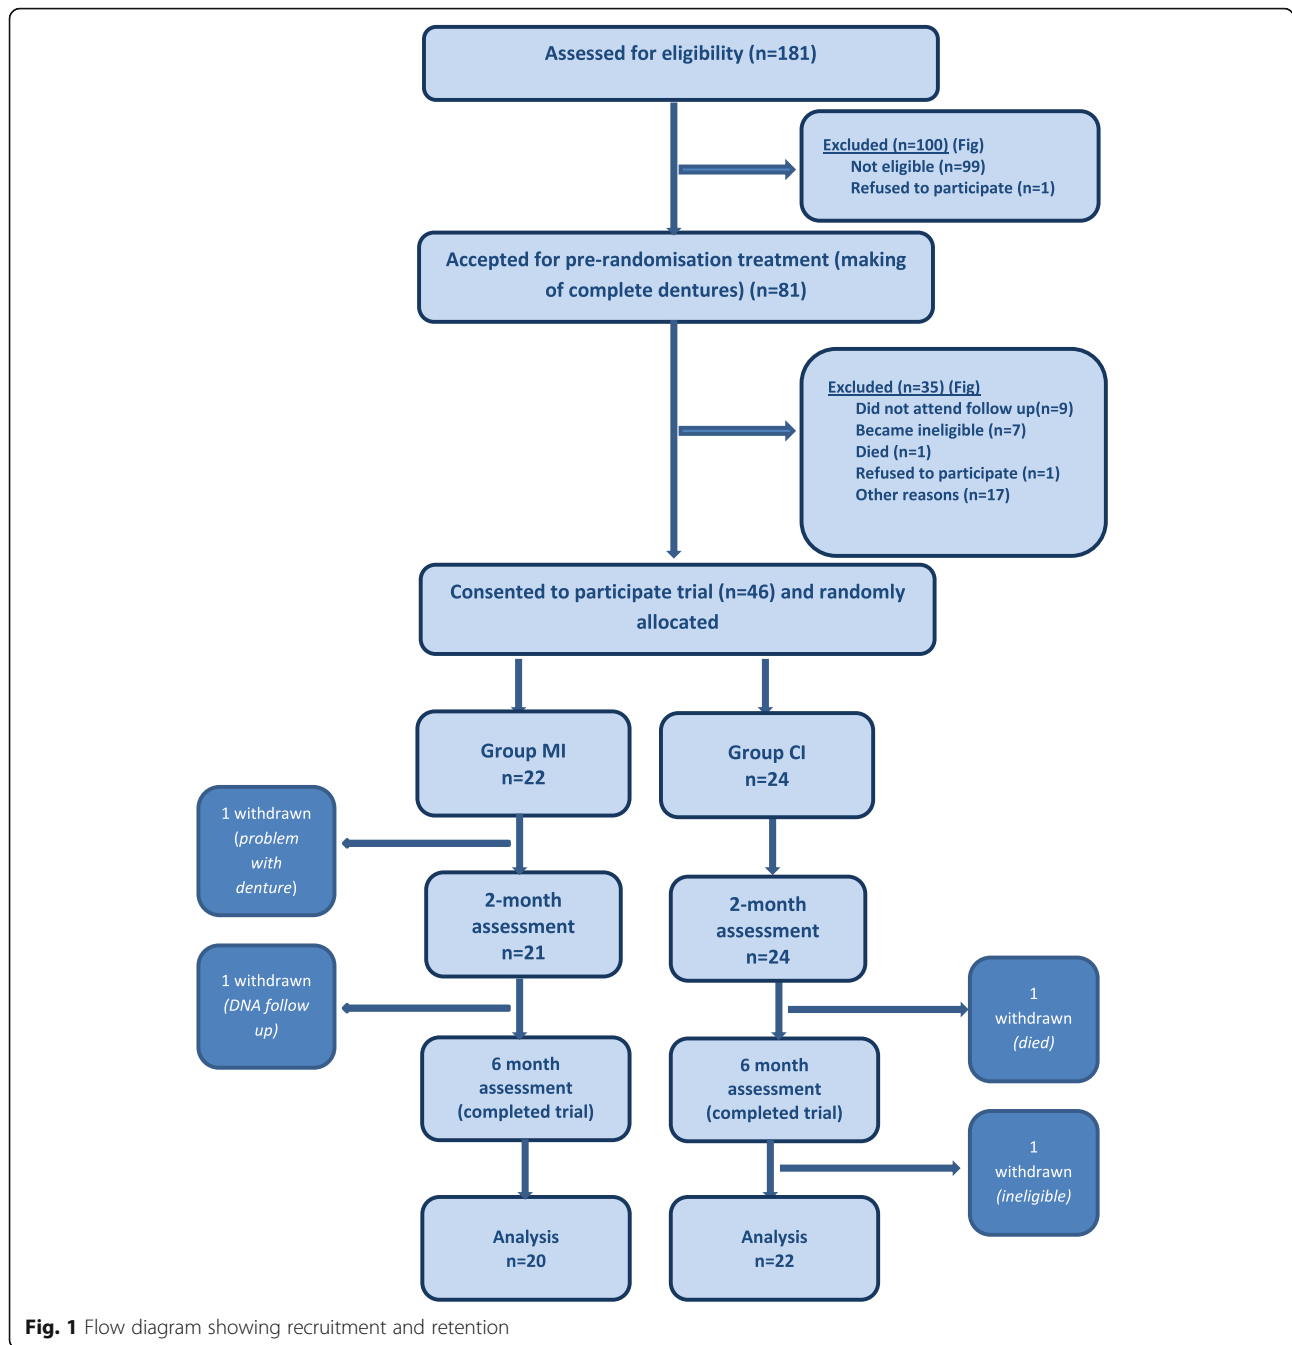 Assessed for eligibility (n=181)
Excluded (n=100) (Fig)
Not eligible (n=99)
Refused to participate (n=1)
Accepted for pre-randomisation treatment (making
of complete dentures) (n=81)
Excluded (n=35) (Fig)
Did not attend follow up(n=9)
Became ineligible (n=7)
Died (n=1)
Refused to participate (n=1)
Other reasons (n=17)
Consented to participate trial (n=46) and randomly
allocated
Group MI
n=22
Group CI
n=24
1 withdrawn
(problem
with
denture)
2-month
assessment
n=21
2-month
assessment
n=24
1 withdrawn
(DNA follow
up)
1
withdrawn
(died)
6 month
assessment
(completed trial)
6 month
assessment
(completed trial)
1
withdrawn
(ineligible)
Analysis
n=20
Analysis
n=22
Fig. 1 Flow diagram showing recruitment and retention